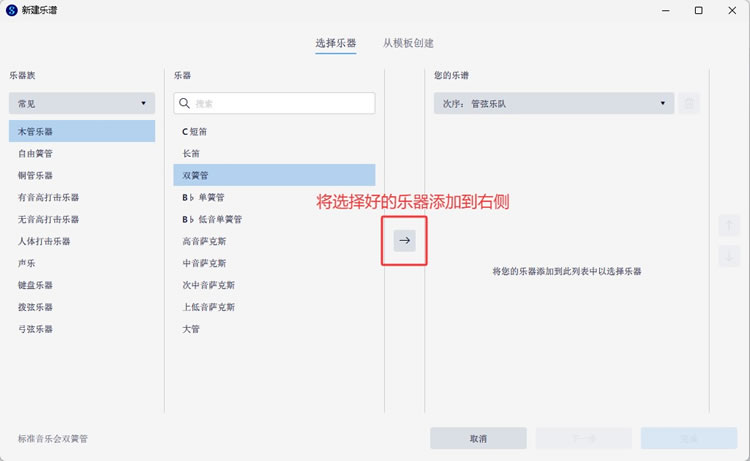 新建乐谱
选择乐器
从模板创建
乐器族
常见
木管乐器
自由簧管
铜管乐器
有音高打击乐器
无音高打击乐器
人体打击乐器
声乐
键盘乐器
拨弦乐器
弓弦乐器
乐器
搜索
C 短笛
长笛
双簧管
B♭ 单簧管
B♭ 低音单簧管
高音萨克斯
中音萨克斯
次中音萨克斯
上低音萨克斯
大管
将选择好的乐器添加到右侧
您的乐谱
次序： 管弦乐队
将您的乐器添加到此列表中以选择乐器
标准音乐会双簧管
取消
下一步
完成